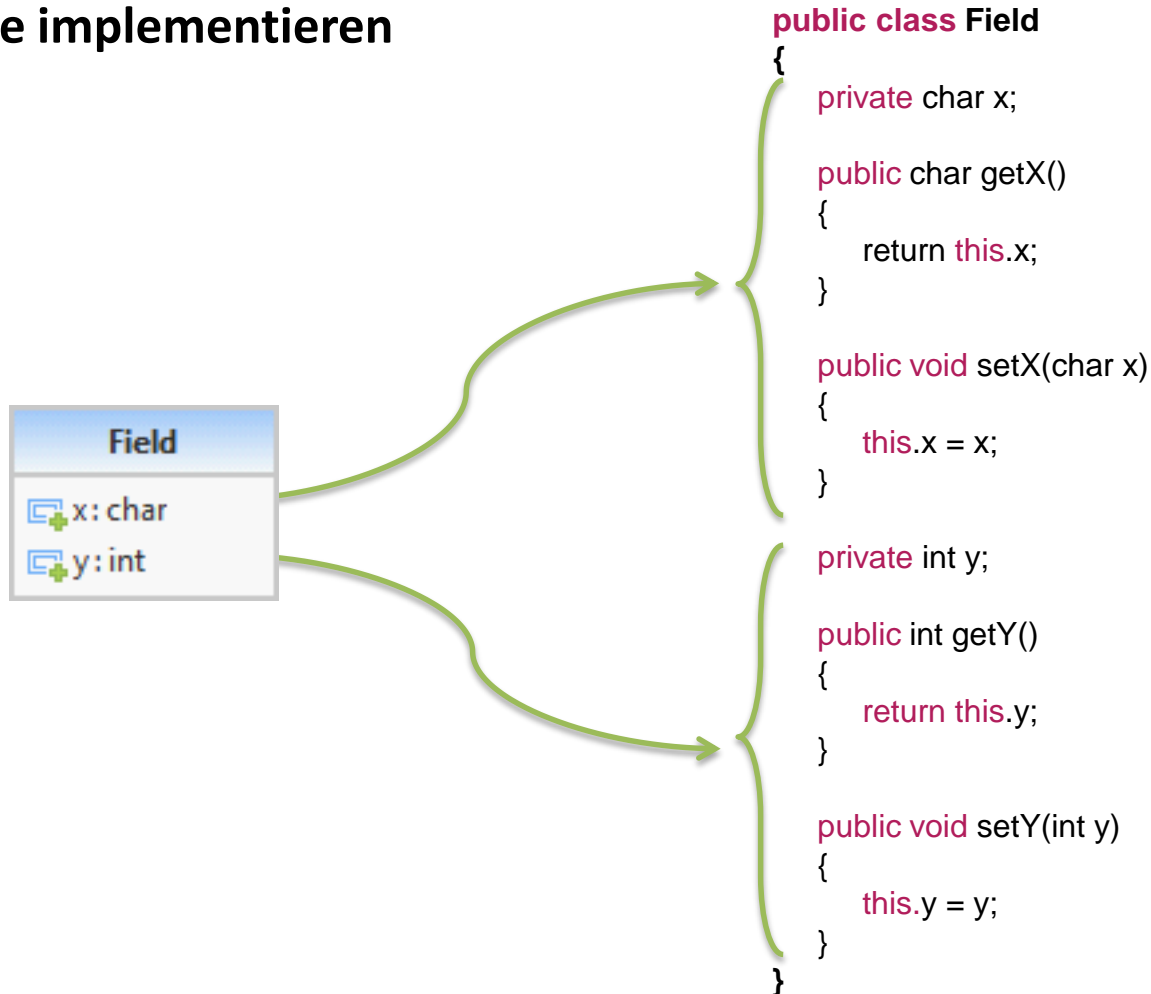 e implementieren
Field
x : char
y : int
public class Field
{
private char x;
public char getX()
{
return this.x;
}
public void setX(char x)
{
this.x = x;
}
private int y;
public int getY()
{
return this.y;
}
public void setY(int y)
{
this.y = y;
}
}